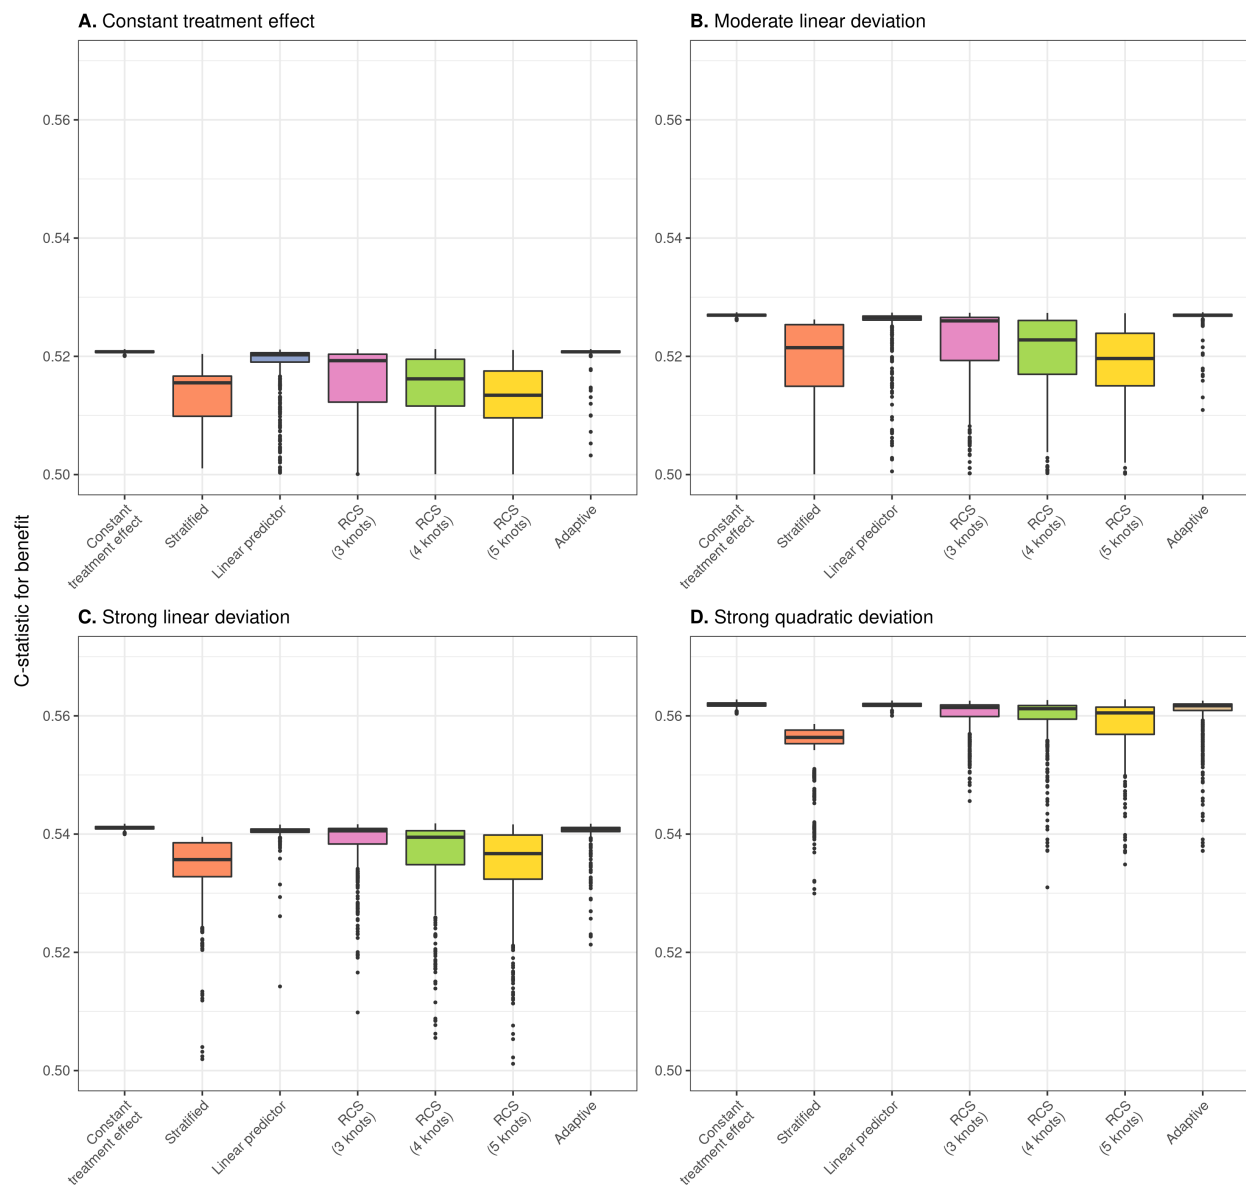 A. Constant treatment effect
B. Moderate linear deviation
0.56
0.54
0.52
0.50
0.56
0.54
0.52
0.50
Constant
treatment effect
Stratified
Linear predictor
RCS
(3 knots)
RCS
(4 knots)
RCS
(5 knots)
Adaptive
Constant
treatment effect
Stratified
Linear predictor
RCS
(3 knots)
RCS
(4 knots)
RCS
(5 knots)
Adaptive
C-statistic for benefit
C. Strong linear deviation
D. Strong quadratic deviation
0.56
0.54
0.52
0.50
0.56
0.54
0.52
0.50
Constant
treatment effect
Stratified
Linear predictor
RCS
(3 knots)
RCS
(4 knots)
RCS
(5 knots)
Adaptive
Constant
treatment effect
Stratified
Linear predictor
RCS
(3 knots)
RCS
(4 knots)
RCS
(5 knots)
Adaptive